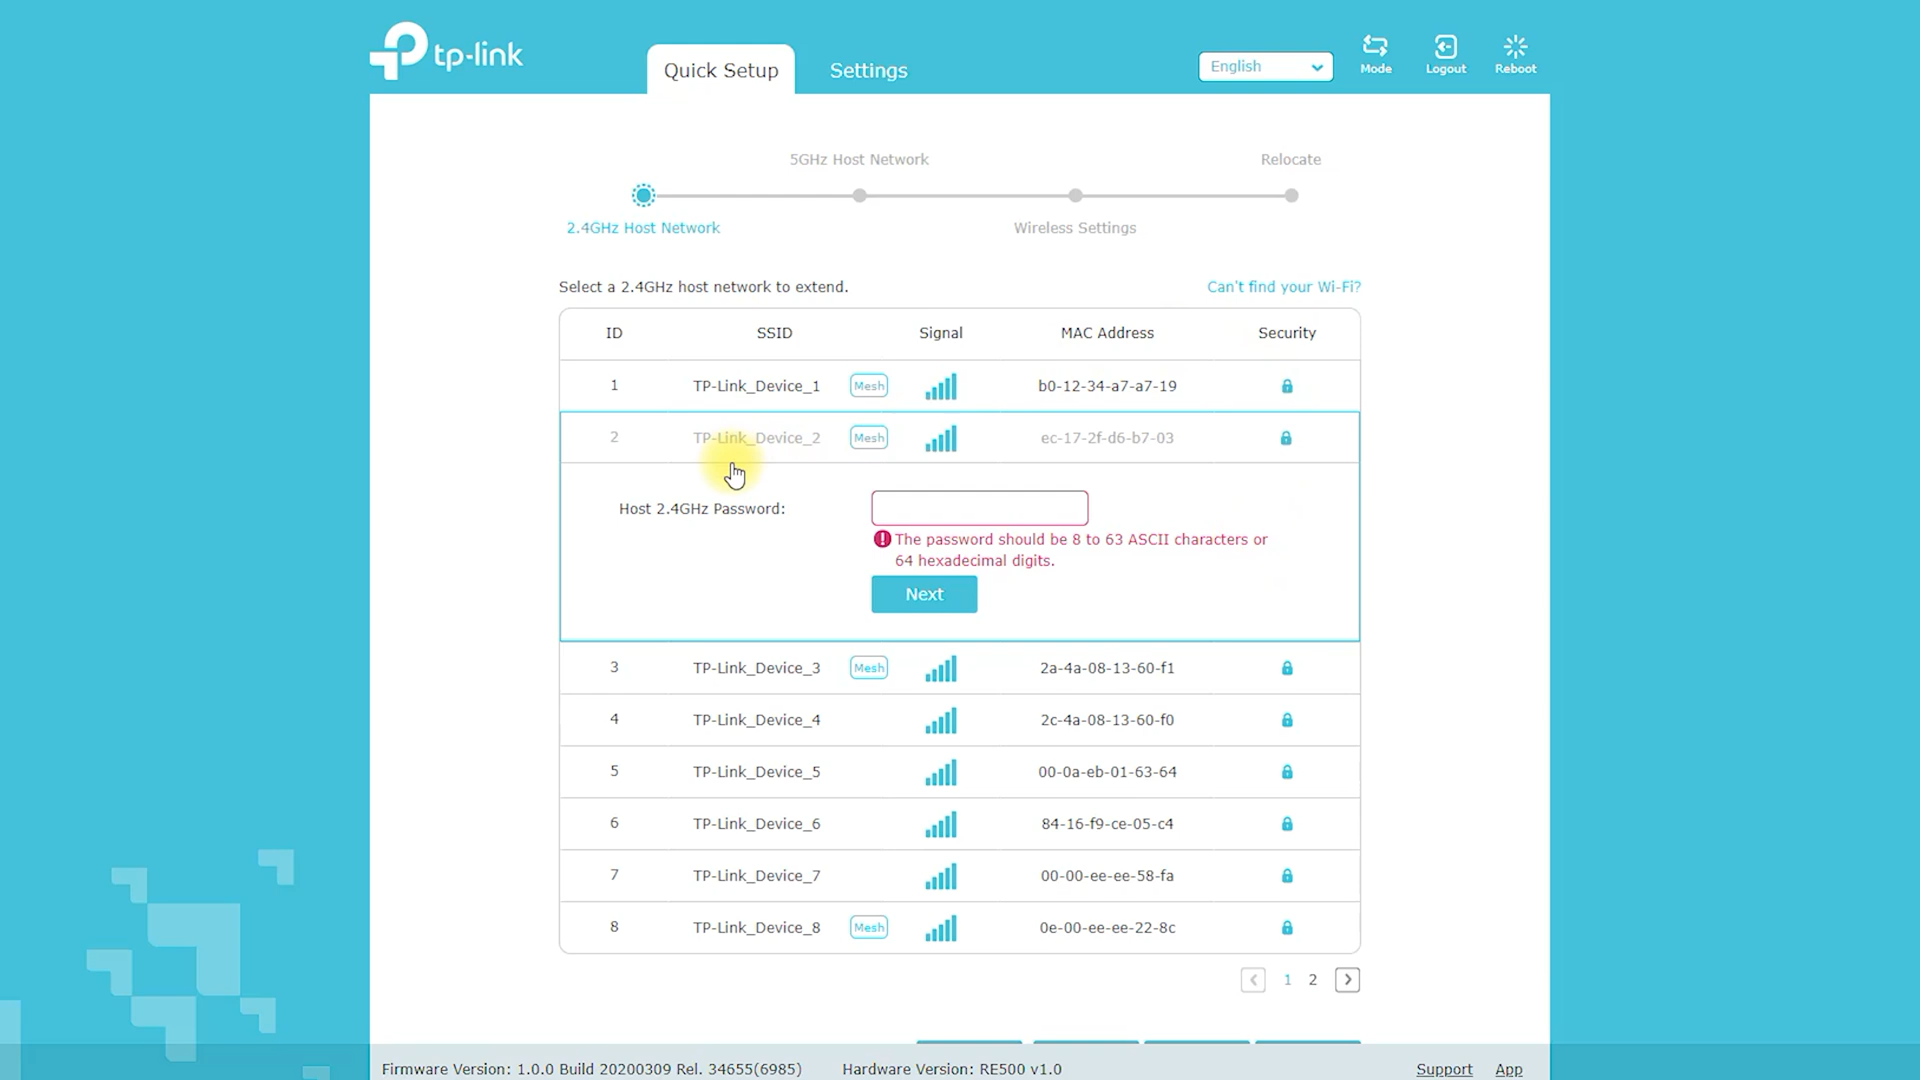 tp-link
Quick Setup
Settings
English
Mode
Logout
Reboot
5GHz Host Network
Relocate
2.4GHz Host Network
Wireless Settings
Select a 2.4GHz host network to extend.
Can't find your Wi-Fi?
ID SSID Signal MAC Address Security
1 TP-Link_Device_1 Mesh b0-12-34-a7-a7-19
2 TP-Link_Device_2 Mesh ec-17-2f-d6-b7-03
Host 2.4GHz Password:
The password should be 8 to 63 ASCII characters or
64 hexadecimal digits.
Next
3 TP-Link_Device_3 Mesh 2a-4a-08-13-60-f1
4 TP-Link_Device_4 2c-4a-08-13-60-f0
5 TP-Link_Device_5 00-0a-eb-01-63-64
6 TP-Link_Device_6 84-16-f9-ce-05-c4
7 TP-Link_Device_7 00-00-ee-ee-58-fa
8 TP-Link_Device_8 Mesh 0e-00-ee-ee-22-8c
1 2
Firmware Version: 1.0.0 Build 20200309 Rel. 34655(6985) Hardware Version: RE500 v1.0 Support App